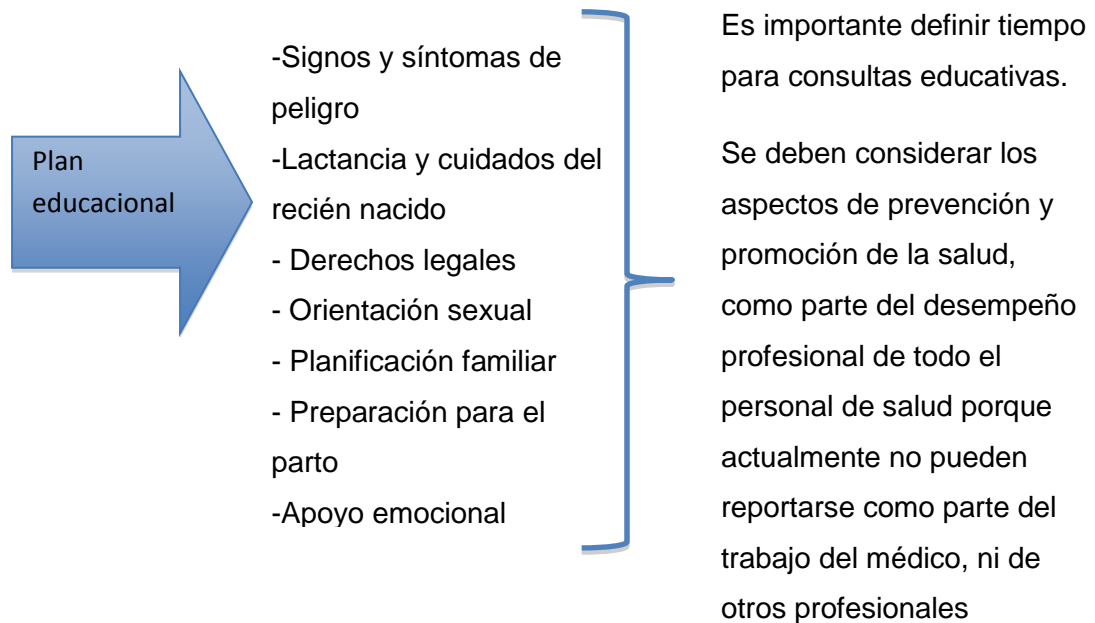 Plan
educacional
-Signos y síntomas de
peligro
-Lactancia y cuidados del
recién nacido
- Derechos legales
- Orientación sexual
- Planificación familiar
- Preparación para el
parto
-Apoyo emocional
Es importante definir tiempo
para consultas educativas.
Se deben considerar los
aspectos de prevención y
promoción de la salud,
como parte del desempeño
profesional de todo el
personal de salud porque
actualmente no pueden
reportarse como parte del
trabajo del médico, ni de
otros profesionales